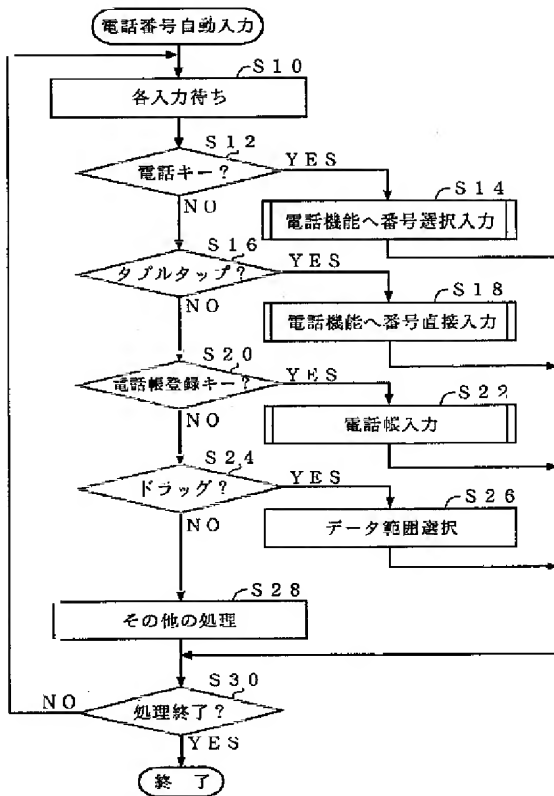 電話番号自動入力
S10
各入力待ち
S12
電話キー?
YES
NO
S14
電話機能へ番号選択入力
S16
ダブルタップ?
YES
NO
S18
電話機能へ番号直接入力
S20
電話帳登録キー?
YES
NO
S22
電話帳入力
S24
ドラッグ?
YES
NO
S26
データ範囲選択
S28
その他の処理
S30
NO
処理終了?
YES
終了